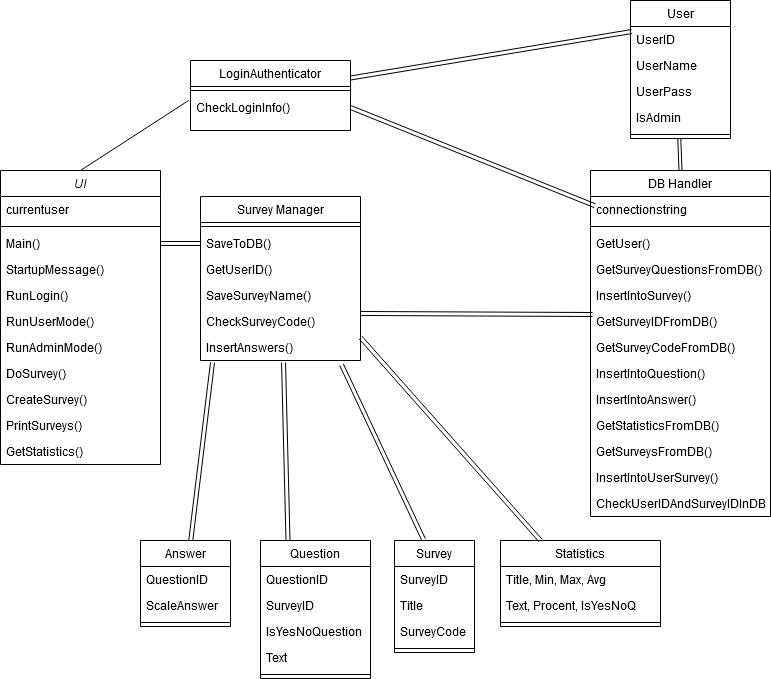 User
UserID
UserName
UserPass
IsAdmin
LoginAuthenticator
CheckLoginInfo()
UI
currentuser
Main()
StartupMessage()
RunLogin()
RunUserMode()
RunAdminMode()
DoSurvey()
CreateSurvey()
PrintSurveys()
GetStatistics()
Survey Manager
SaveToDB()
GetUserID()
SaveSurveyName()
CheckSurveyCode()
InsertAnswers()
DB Handler
connectionstring
GetUser()
GetSurveyQuestionsFromDB()
InsertIntoSurvey()
GetSurveyIDFromDB()
GetSurveyCodeFromDB()
InsertIntoQuestion()
InsertIntoAnswer()
GetStatisticsFromDB()
GetSurveysFromDB()
InsertIntoUserSurvey()
CheckUserIDAndSurveyIDInDB
Answer
QuestionID
ScaleAnswer
Question
QuestionID
SurveyID
IsYesNoQuestion
Text
Survey
SurveyID
Title
SurveyCode
Statistics
Title, Min, Max, Avg
Text, Procent, IsYesNoQ